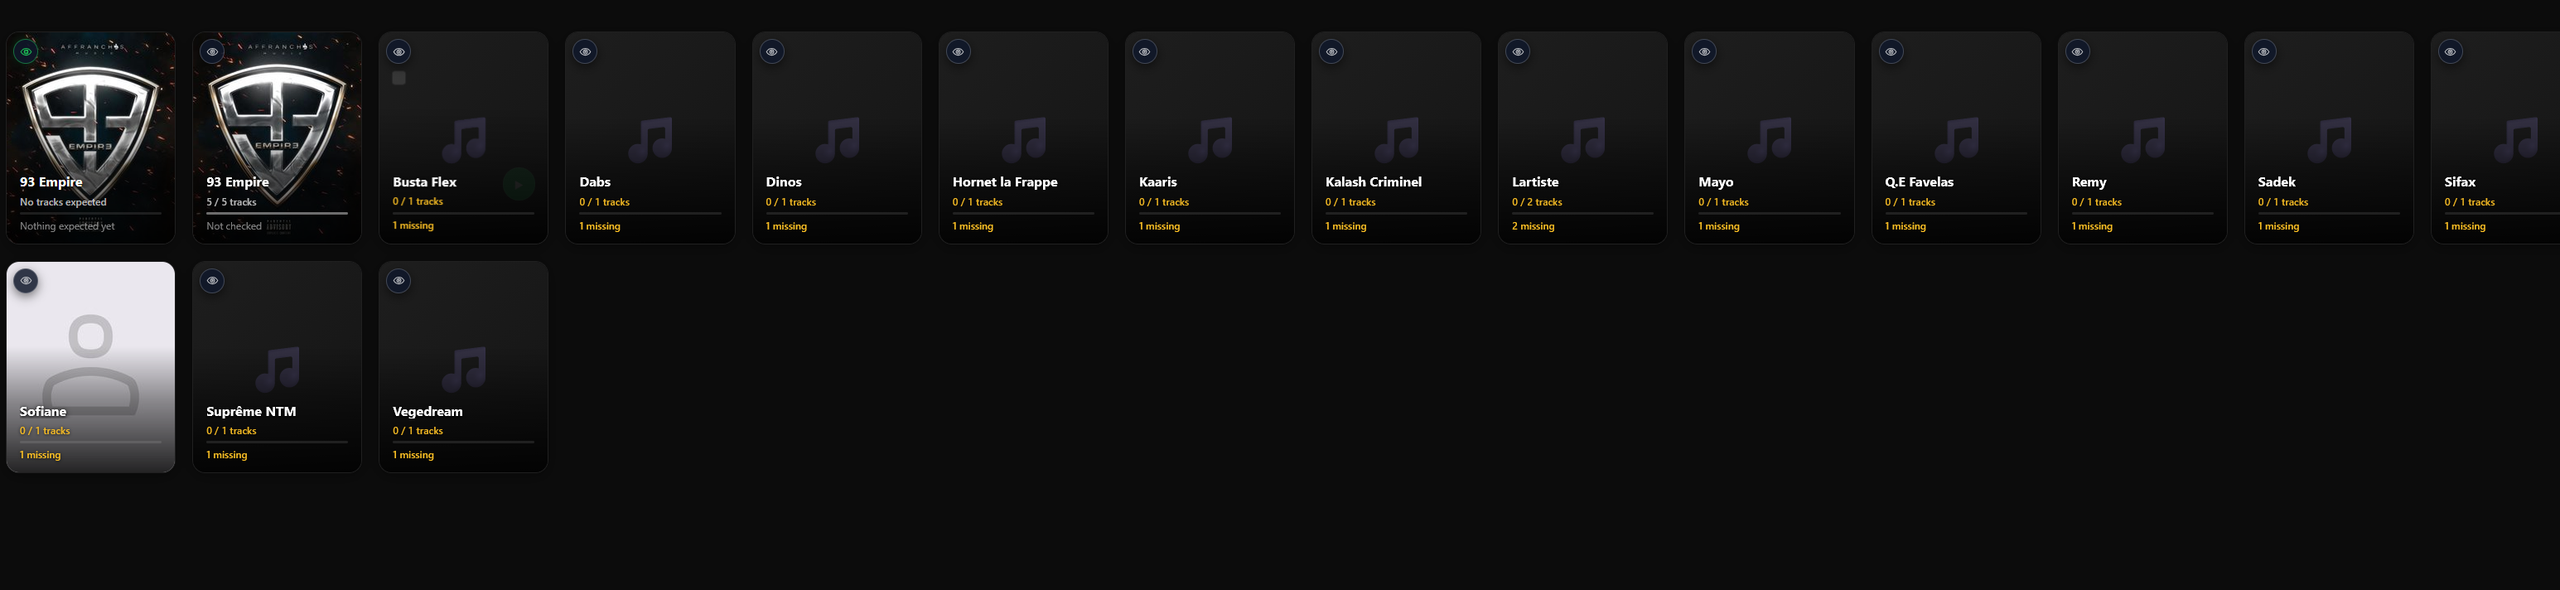 AFFRANCHIS
MUSIC
EMPIRE
93 Empire
No tracks expected
Nothing expected yet
AFFRANCHIS
MUSIC
EMPIRE
93 Empire
5 / 5 tracks
Not checked
Busta Flex
0 / 1 tracks
1 missing
Dabs
0 / 1 tracks
1 missing
Dinos
0 / 1 tracks
1 missing
Hornet la Frappe
0 / 1 tracks
1 missing
Kaaris
0 / 1 tracks
1 missing
Kalash Criminel
0 / 1 tracks
1 missing
Lartiste
0 / 2 tracks
2 missing
Mayo
0 / 1 tracks
1 missing
Q.E Favelas
0 / 1 tracks
1 missing
Remy
0 / 1 tracks
1 missing
Sadek
0 / 1 tracks
1 missing
Sifax
0 / 1 tracks
1 missing
Sofiane
0 / 1 tracks
1 missing
Suprême NTM
0 / 1 tracks
1 missing
Vegedream
0 / 1 tracks
1 missing